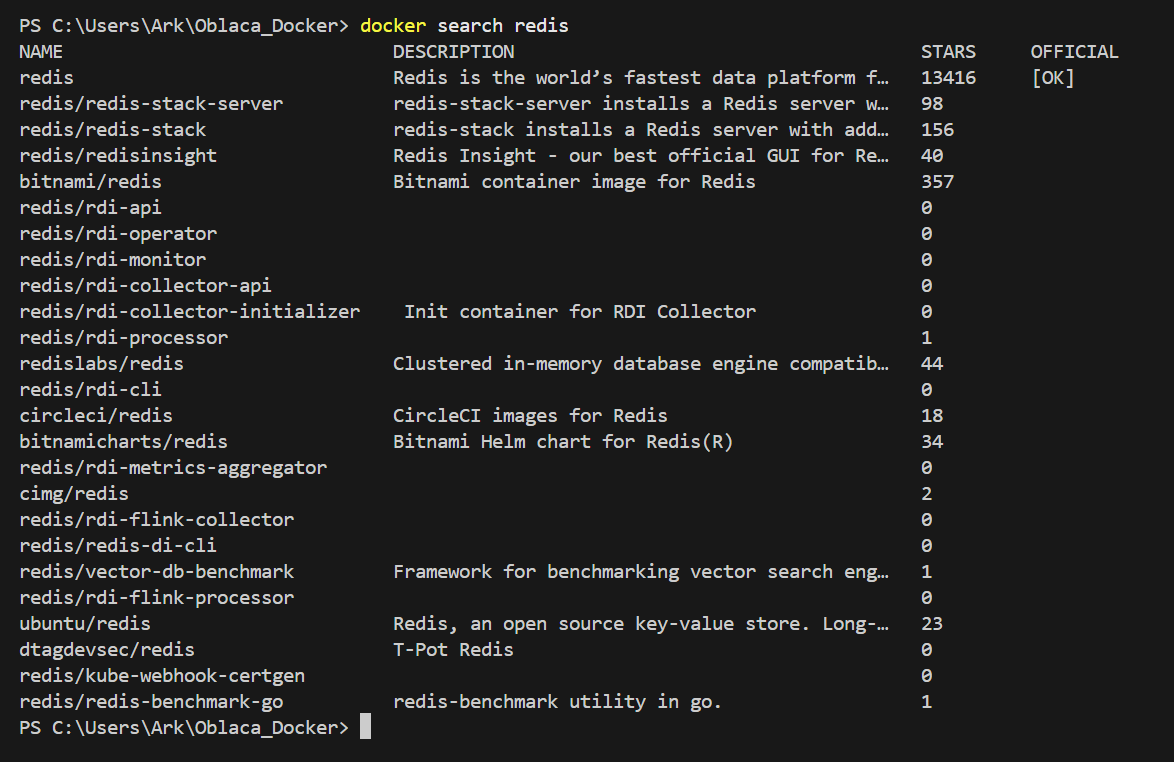 PS C:\Users\Ark\Oblaca_Docker> docker search redis
NAME                              DESCRIPTION                                     STARS     OFFICIAL
redis                             Redis is the world’s fastest data platform f…   13416     [OK]
redis/redis-stack-server          redis-stack-server installs a Redis server w…   98
redis/redis-stack                 redis-stack installs a Redis server with add…   156
redis/redisinsight                Redis Insight - our best official GUI for Re…   40
bitnami/redis                     Bitnami container image for Redis               357
redis/rdi-api                                                                     0
redis/rdi-operator                                                                0
redis/rdi-monitor                                                                 0
redis/rdi-collector-api                                                           0
redis/rdi-collector-initializer    Init container for RDI Collector               0
redis/rdi-processor                                                               1
redislabs/redis                   Clustered in-memory database engine compatib…   44
redis/rdi-cli                                                                     0
circleci/redis                    CircleCI images for Redis                       18
bitnamicharts/redis               Bitnami Helm chart for Redis(R)                 34
redis/rdi-metrics-aggregator                                                      0
cimg/redis                                                                        2
redis/rdi-flink-collector                                                         0
redis/redis-di-cli                                                                0
redis/vector-db-benchmark         Framework for benchmarking vector search eng…   1
redis/rdi-flink-processor                                                         0
ubuntu/redis                      Redis, an open source key-value store. Long-…   23
dtagdevsec/redis                  T-Pot Redis                                     0
redis/kube-webhook-certgen                                                        0
redis/redis-benchmark-go          redis-benchmark utility in go.                  1
PS C:\Users\Ark\Oblaca_Docker>